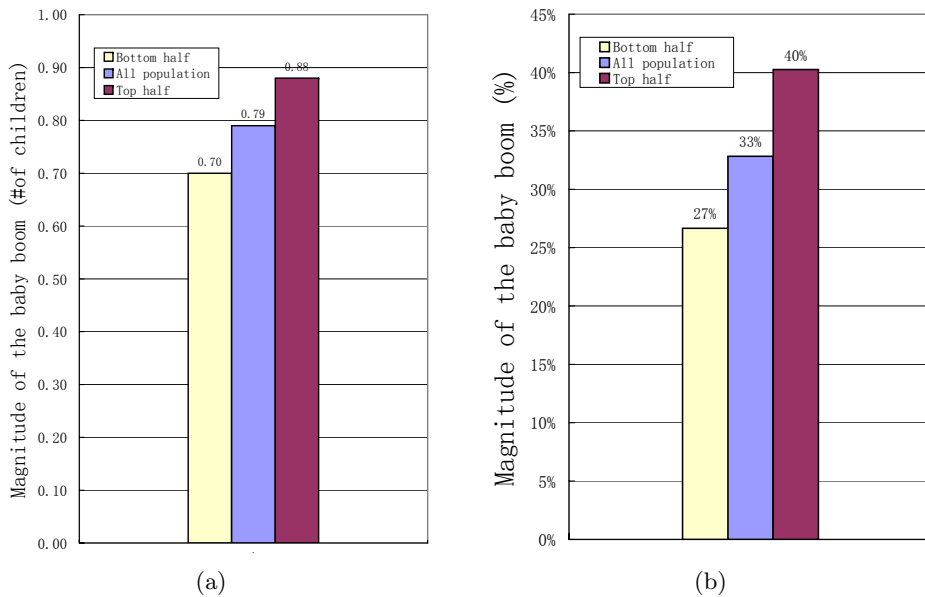 Magnitude of the baby boom (#of children)
1.00
0.90
0.80
0.70
0.60
0.50
0.40
0.30
0.20
0.10
0.00
Bottom half
All population
Top half
0.70
0.79
0.88
(a)
Magnitude of the baby boom (%)
45%
40%
35%
30%
25%
20%
15%
10%
5%
0%
Bottom half
All population
Top half
27%
33%
40%
(b)